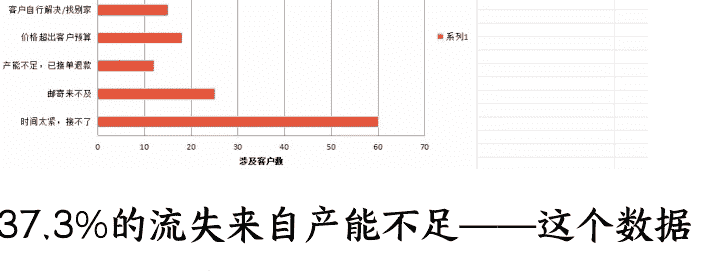 客户自行解决/找别家
价格超出客户预算
产能不足，已接单退款
邮寄来不及
时间太紧，接不了
系列1
0 10 20 30 40 50 60 70
涉及客户数
37.3%的流失来自产能不足——这个数据